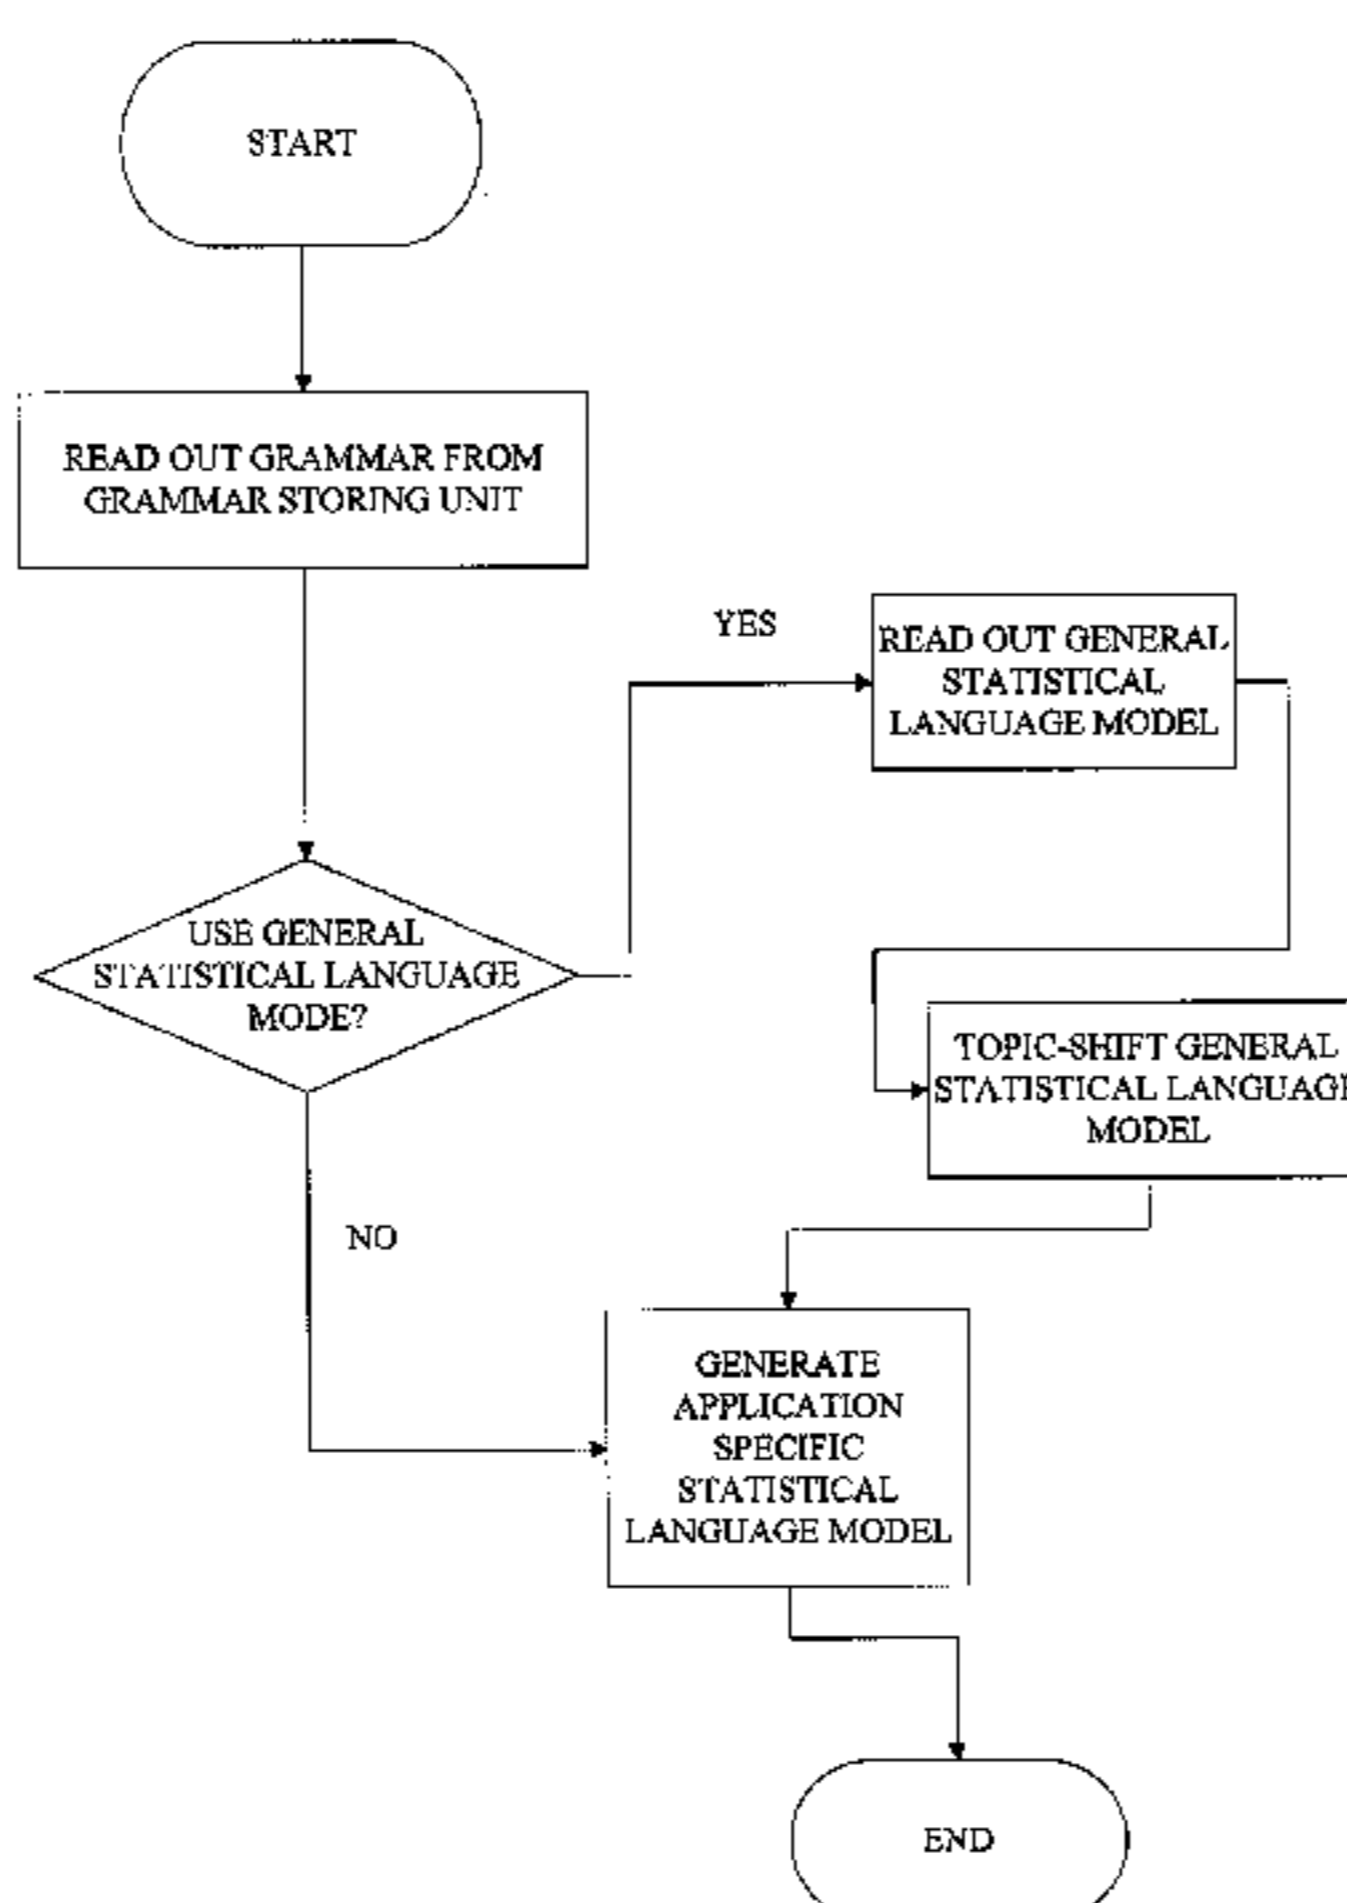 START
READ OUT GRAMMAR FROM
GRAMMAR STORING UNIT
YES
READ OUT GENERAL
STATISTICAL
LANGUAGE MODEL
USE GENERAL
STATISTICAL LANGUAGE
MODE?
TOPIC-SHIFT GENERAL
STATISTICAL LANGUAGE
MODEL
NO
GENERATE
APPLICATION
SPECIFIC
STATISTICAL
LANGUAGE MODEL
END